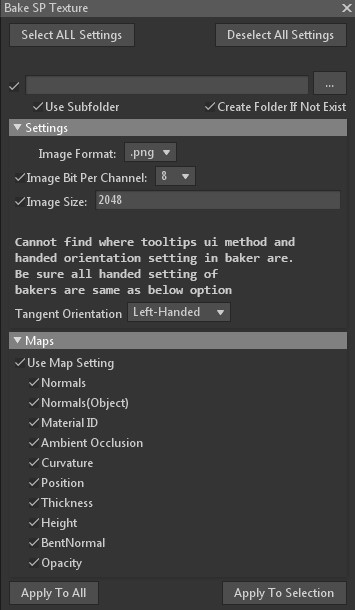 Bake SP Texture
Select ALL Settings Deselect All Settings
...
Use Subfolder Create Folder If Not Exist
Settings
Image Format: .png
Image Bit Per Channel: 8
Image Size: 2048
Cannot find where tooltips ui method and
handed orientation setting in baker are.
Be sure all handed setting of
bakers are same as below option
Tangent Orientation Left-Handed
Maps
Use Map Setting
Normals
Normals(Object)
Material ID
Ambient Occlusion
Curvature
Position
Thickness
Height
BentNormal
Opacity
Apply To All Apply To Selection